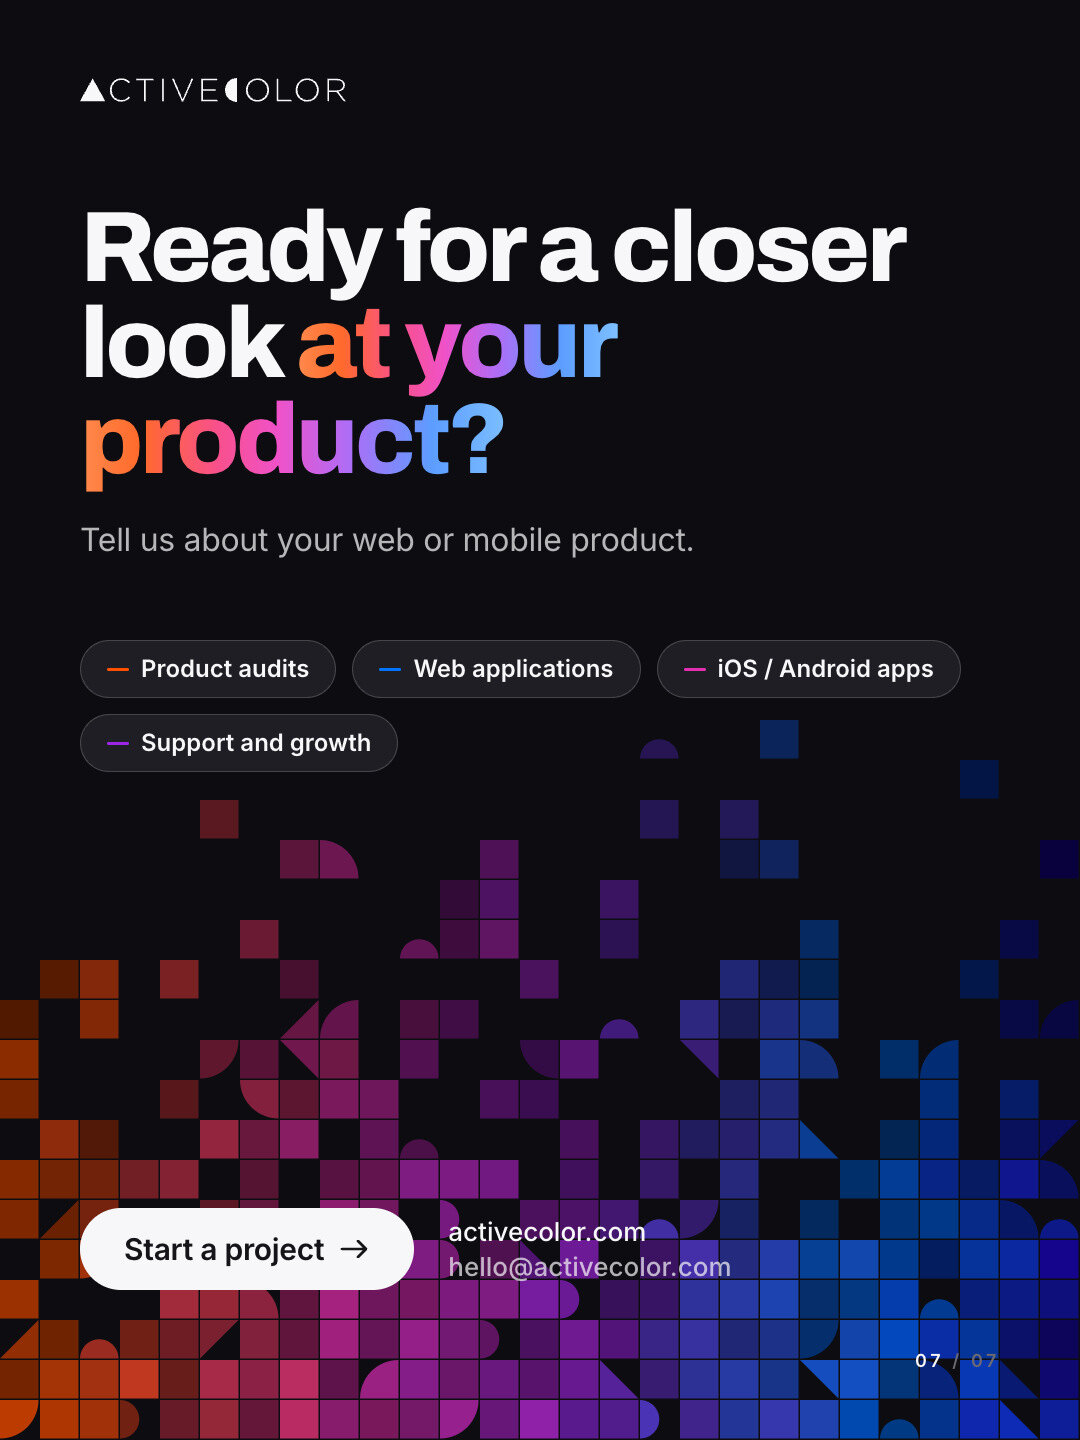 ACTIVECOLOR
Ready for a closer
look at your
product?
Tell us about your web or mobile product.
Product audits
Web applications
iOS / Android apps
Support and growth
Start a project →
activecolor.com
hello@activecolor.com
07 / 07